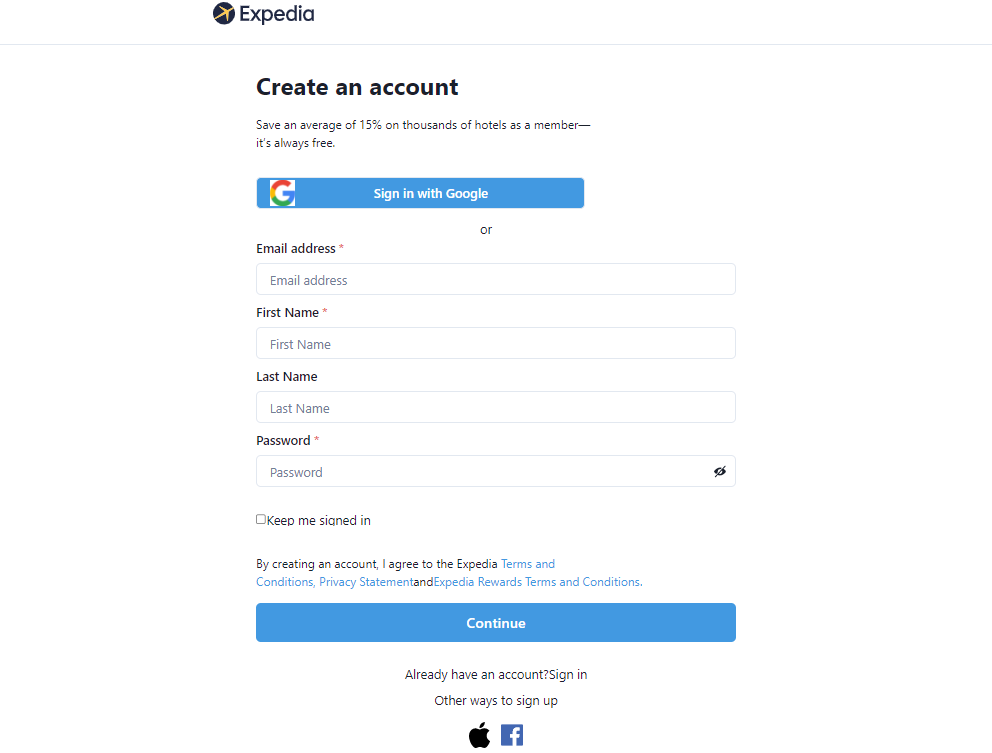 Expedia
Create an account
Save an average of 15% on thousands of hotels as a member—
it's always free.
Sign in with Google
or
Email address *
Email address
First Name *
First Name
Last Name
Last Name
Password *
Password
Keep me signed in
By creating an account, I agree to the Expedia Terms and
Conditions, Privacy StatementandExpedia Rewards Terms and Conditions.
Continue
Already have an account?Sign in
Other ways to sign up